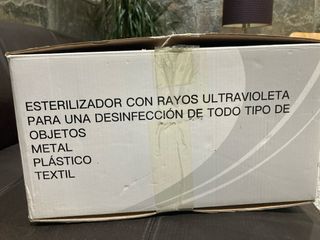 ESTERILIZADOR CON RAYOS ULTRAVIOLETA
PARA UNA DESINFECCIÓN DE TODO TIPO DE
OBJETOS
METAL
PLÁSTICO
TEXTIL